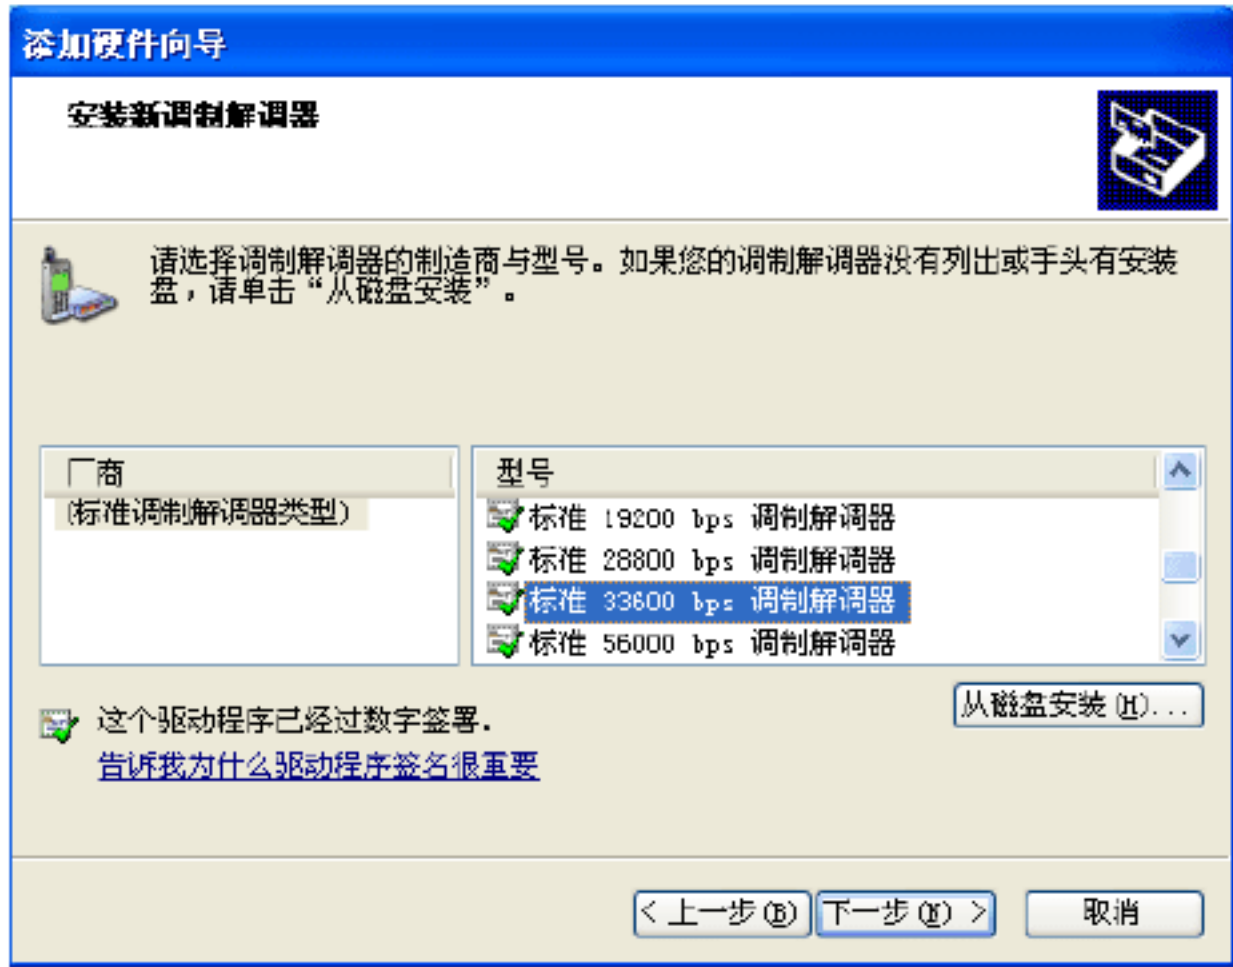 添加硬件向导
安装新调制解调器
请选择调制解调器的制造商与型号。如果您的调制解调器没有列出或手头有安装
盘，请单击“从磁盘安装”。
厂商
(标准调制解调器类型)
型号
标准 19200 bps 调制解调器
标准 28800 bps 调制解调器
标准 33600 bps 调制解调器
标准 56000 bps 调制解调器
这个驱动程序已经过数字签署.
告诉我为什么驱动程序签名很重要
从磁盘安装(H)...
< 上一步(B)
下一步(N) >
取消